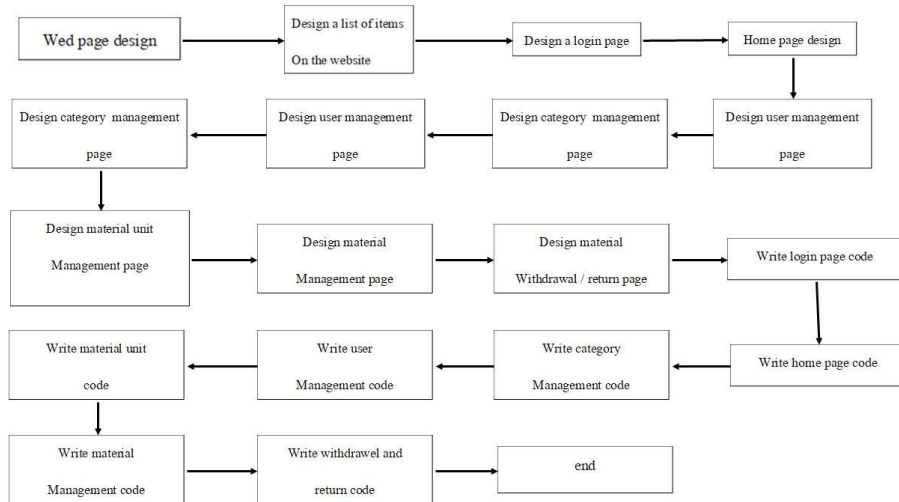 Wed page design
Design a list of items
On the website
Design a login page
Home page design
Design user management
page
Design category  management
page
Design user management
page
Design category  management
page
Design material unit
Management page
Design material
Management page
Design material
Withdrawal / return page
Write login page code
Write home page code
Write category
Management code
Write user
Management code
Write material unit
code
Write material
Management code
Write withdrawel and
return code
end